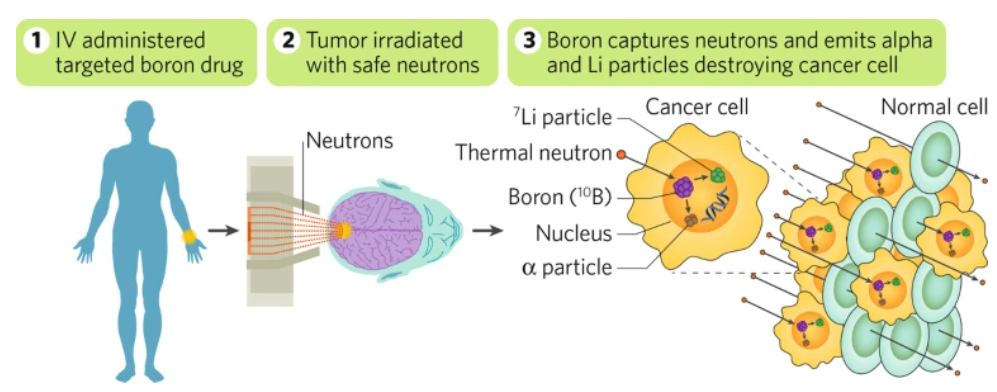 1 IV administered
targeted boron drug
2 Tumor irradiated
with safe neutrons
3 Boron captures neutrons and emits alpha
and Li particles destroying cancer cell
Neutrons
Cancer cell
Normal cell
⁷Li particle
Thermal neutron
Boron (¹⁰B)
Nucleus
α particle